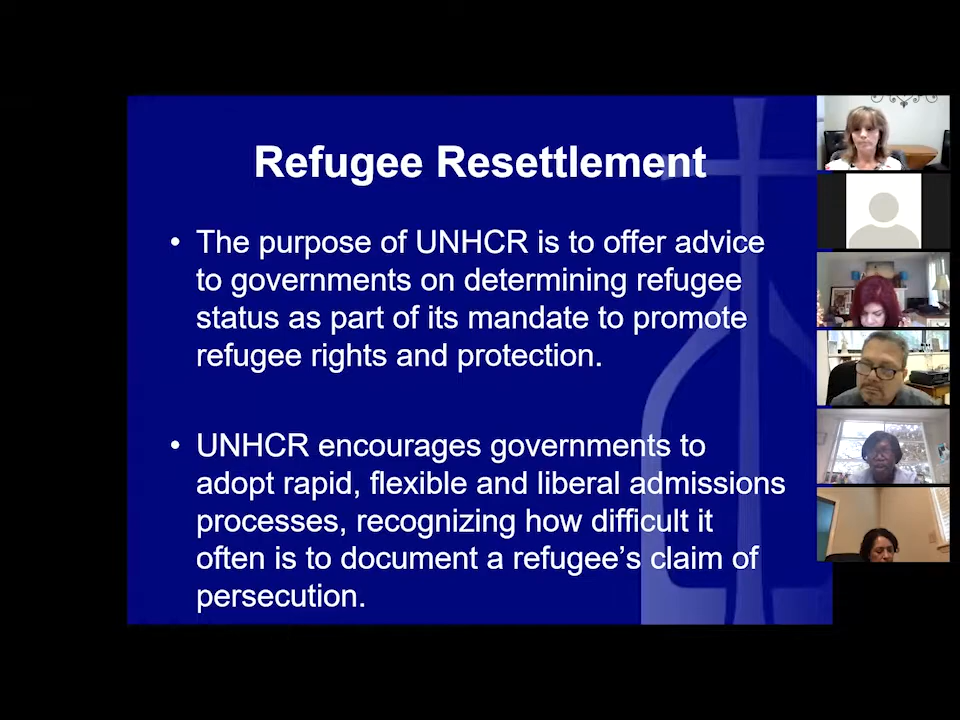 Refugee Resettlement
• The purpose of UNHCR is to offer advice
to governments on determining refugee
status as part of its mandate to promote
refugee rights and protection.
• UNHCR encourages governments to
adopt rapid, flexible and liberal admissions
processes, recognizing how difficult it
often is to document a refugee’s claim of
persecution.